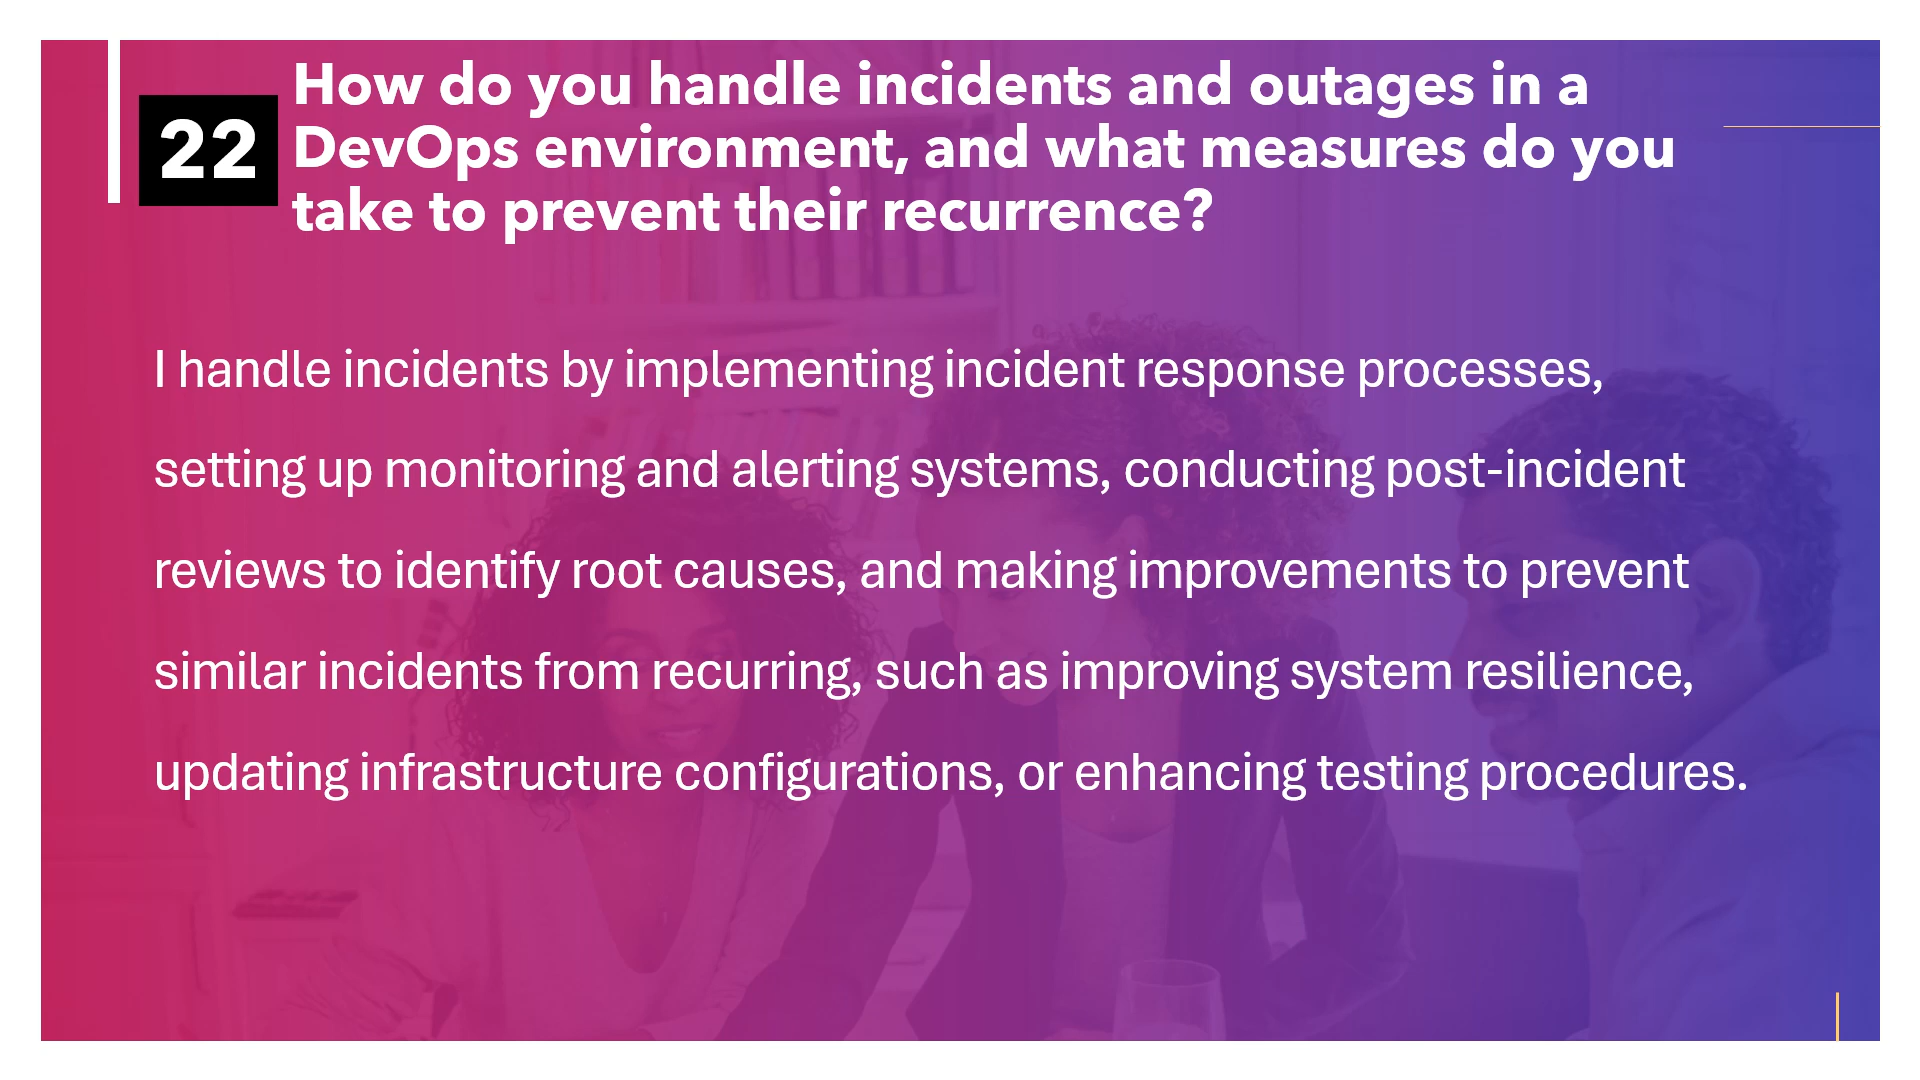 22
How do you handle incidents and outages in a
DevOps environment, and what measures do you
take to prevent their recurrence?
I handle incidents by implementing incident response processes,
setting up monitoring and alerting systems, conducting post-incident
reviews to identify root causes, and making improvements to prevent
similar incidents from recurring, such as improving system resilience,
updating infrastructure configurations, or enhancing testing procedures.